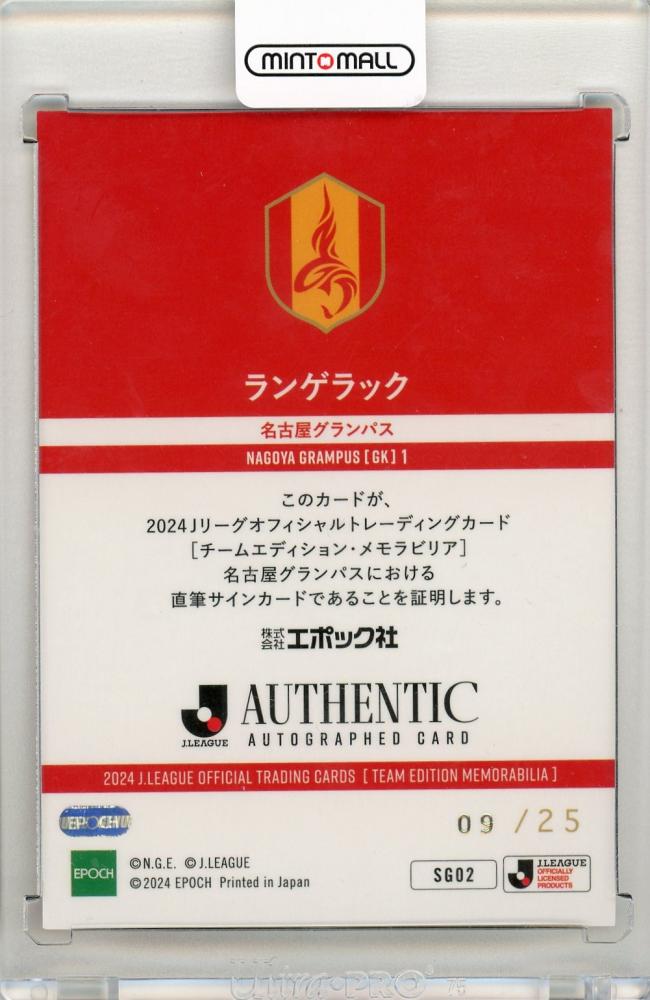 MINT MALL
ランゲラック
名古屋グランパス
NAGOYA GRAMPUS [GK] 1
このカードが、
2024Jリーグオフィシャルトレーディングカード
[チームエディション・メモラビリア]
名古屋グランパスにおける
直筆サインカードであることを証明します。
株式会社エポック社
J.LEAGUE
AUTHENTIC
AUTOGRAPHED CARD
2024 J.LEAGUE OFFICIAL TRADING CARDS [ TEAM EDITION MEMORABILIA ]
EPOCH
09 /25
EPOCH
©N.G.E. ©J.LEAGUE
©2024 EPOCH Printed in Japan
SG02
J.LEAGUE
OFFICIALLY
LICENSED
PRODUCTS
Ultra·PRO